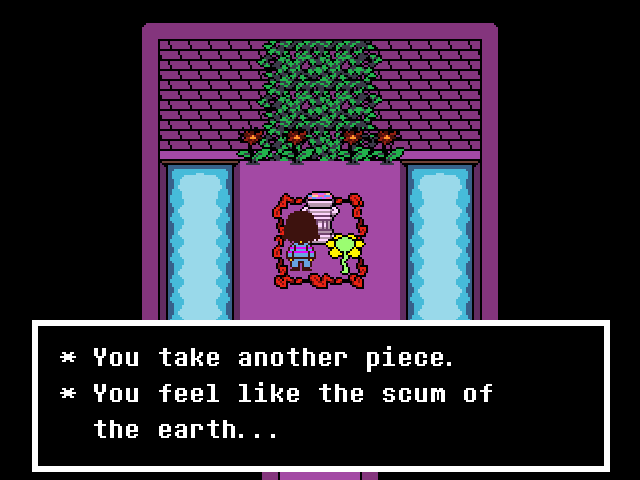 * You take another piece.
* You feel like the scum of
the earth...